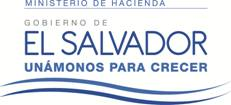 MINISTERIO DE HACIENDA
GOBIERNO DE
EL SALVADOR
UNÁMONOS PARA CRECER